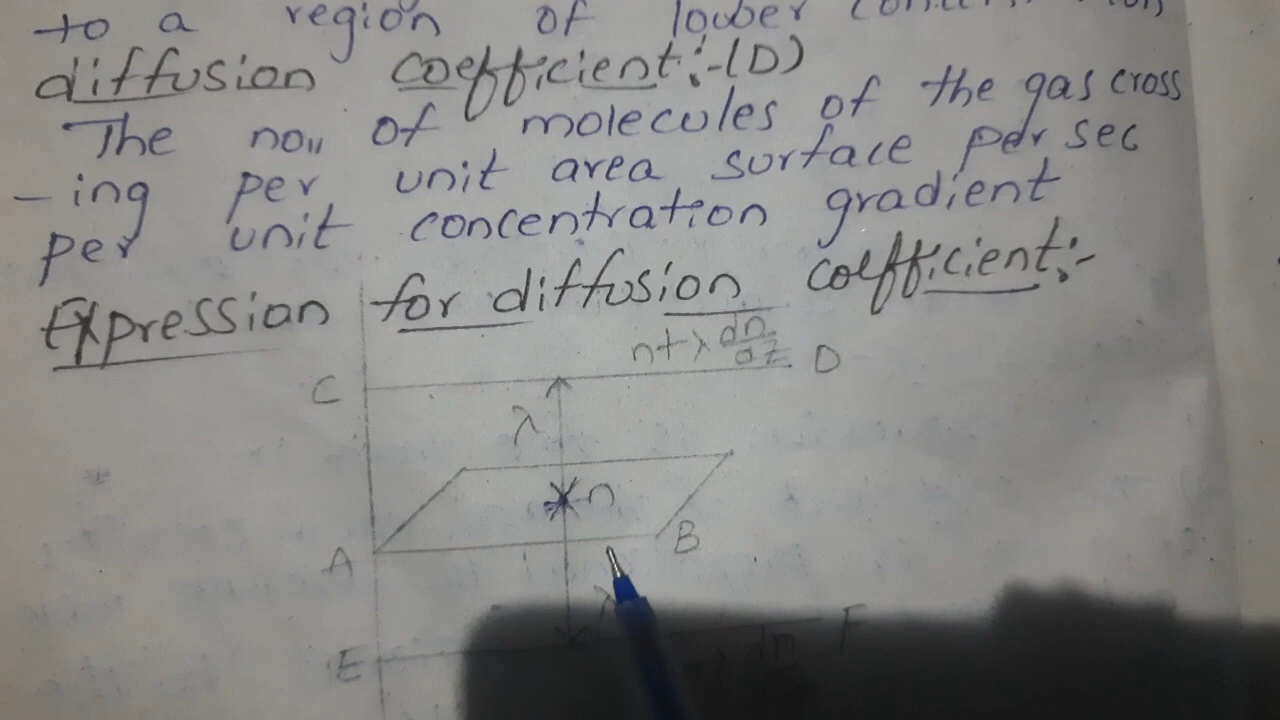 to a region of lower
diffusion coefficient:-(D)
The no,, of molecules of the gas cross
-ing per unit area surface per sec
per unit concentration gradient
Expression for diffusion coefficient:-
n+λ dn/dz
C D
λ
n
A B
λ
E F
λ dn